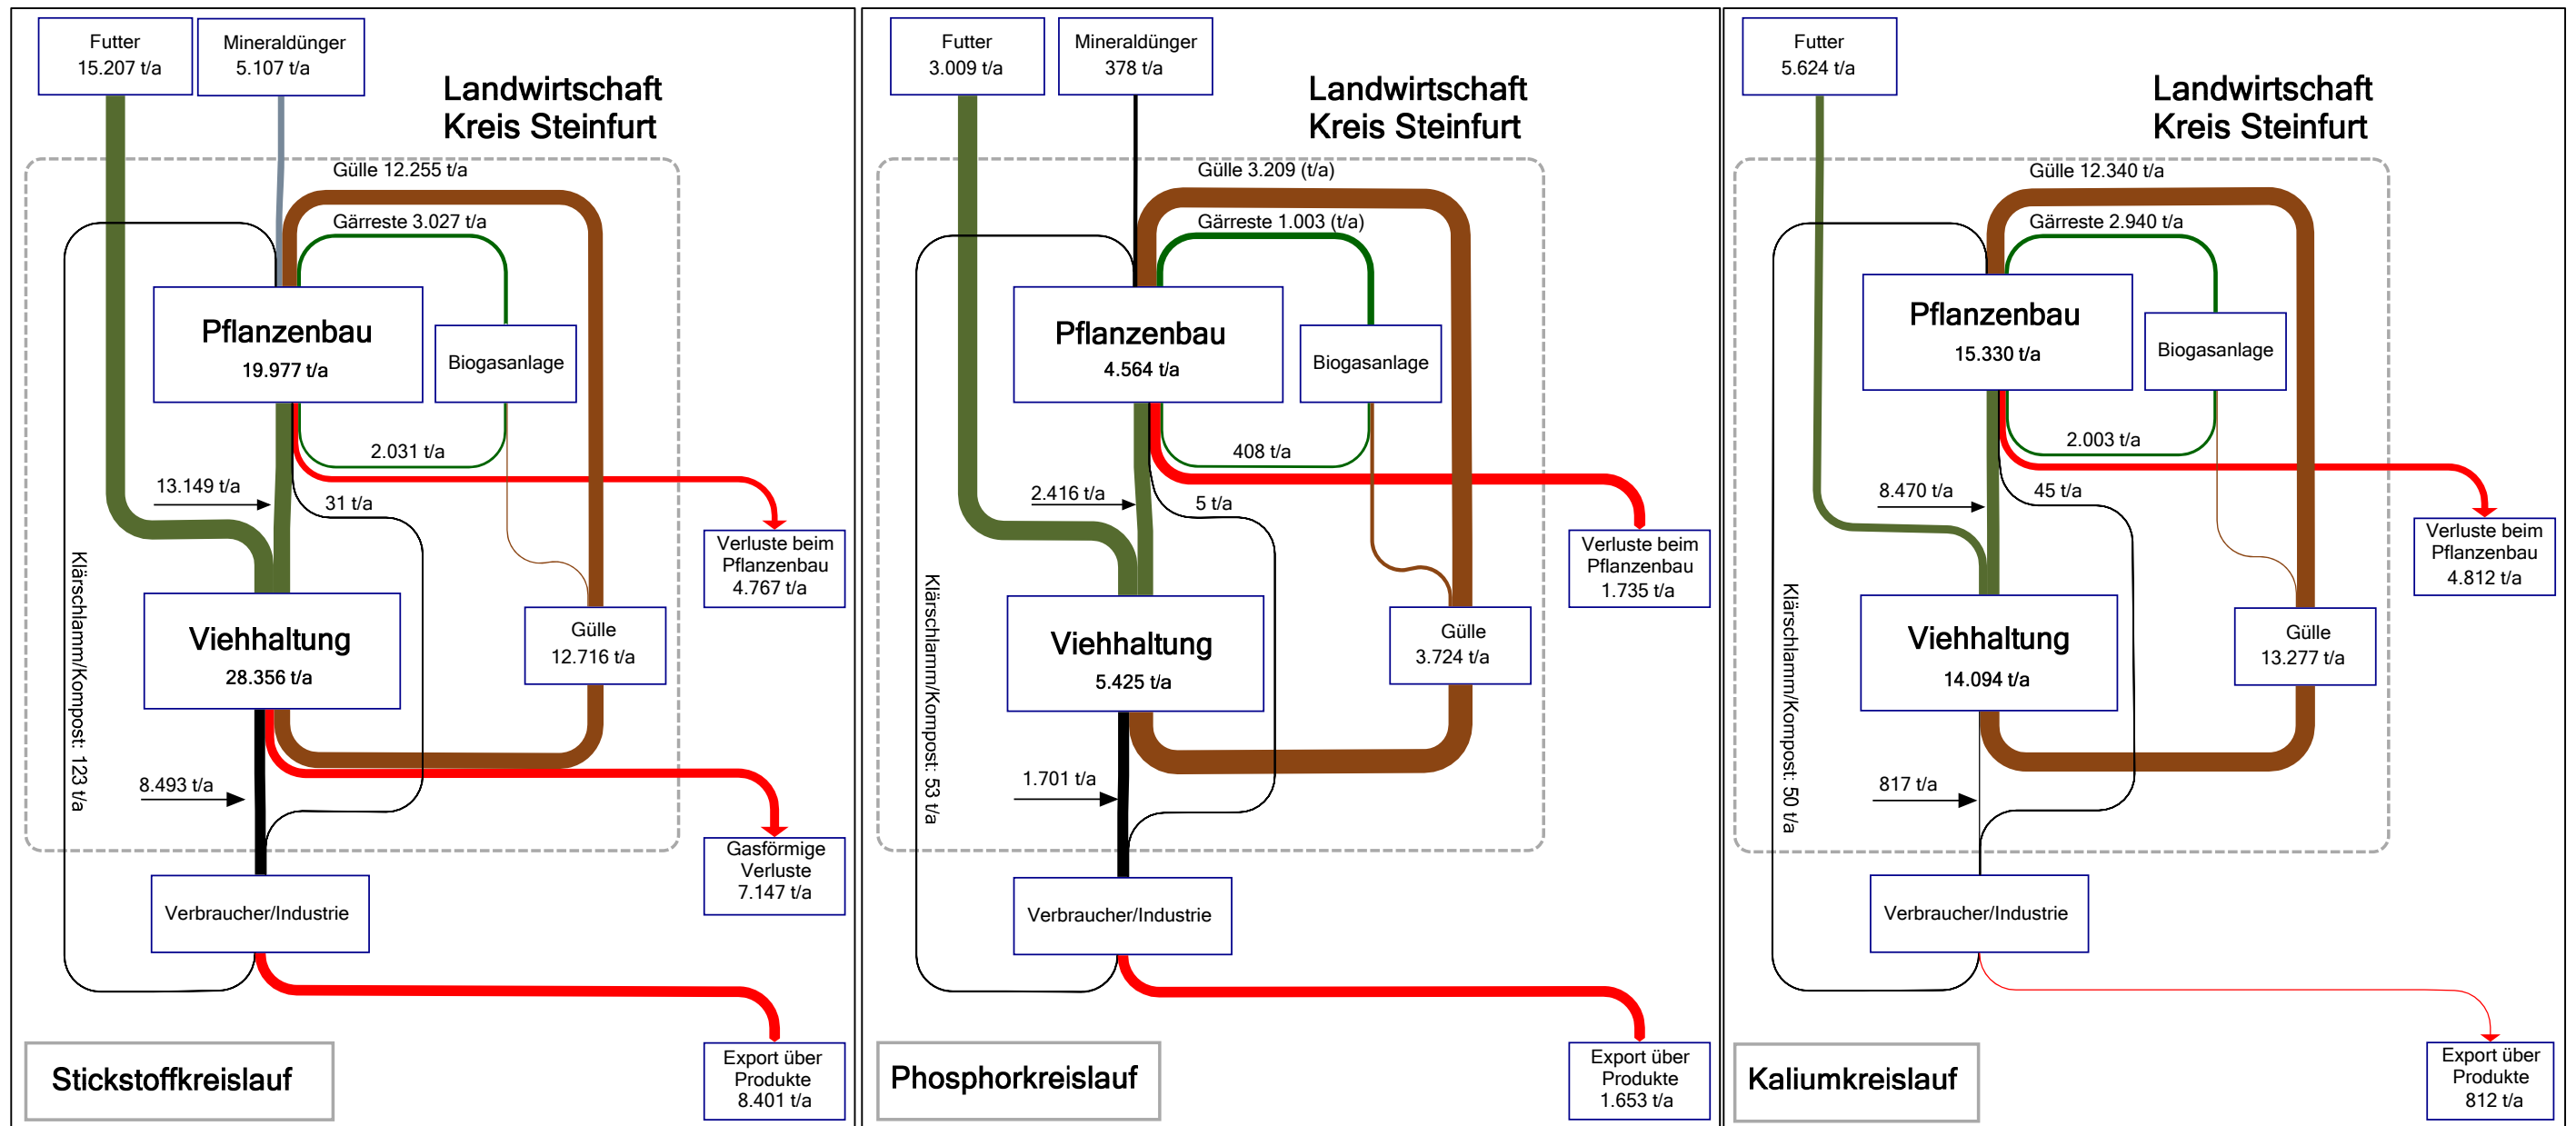 Futter
15.207 t/a
Mineraldünger
5.107 t/a
Landwirtschaft
Kreis Steinfurt
Gülle 12.255 t/a
Gärreste 3.027 t/a
Pflanzenbau
19.977 t/a
Biogasanlage
2.031 t/a
13.149 t/a
31 t/a
Verluste beim
Pflanzenbau
4.767 t/a
Klärschlamm/Kompost: 123 t/a
Viehhaltung
28.356 t/a
Gülle
12.716 t/a
8.493 t/a
Gasförmige
Verluste
7.147 t/a
Verbraucher/Industrie
Export über
Produkte
8.401 t/a
Stickstoffkreislauf
Futter
3.009 t/a
Mineraldünger
378 t/a
Landwirtschaft
Kreis Steinfurt
Gülle 3.209 (t/a)
Gärreste 1.003 (t/a)
Pflanzenbau
4.564 t/a
Biogasanlage
408 t/a
2.416 t/a
5 t/a
Verluste beim
Pflanzenbau
1.735 t/a
Klärschlamm/Kompost: 53 t/a
Viehhaltung
5.425 t/a
Gülle
3.724 t/a
1.701 t/a
Verbraucher/Industrie
Export über
Produkte
1.653 t/a
Phosphorkreislauf
Futter
5.624 t/a
Landwirtschaft
Kreis Steinfurt
Gülle 12.340 t/a
Gärreste 2.940 t/a
Pflanzenbau
15.330 t/a
Biogasanlage
2.003 t/a
8.470 t/a
45 t/a
Verluste beim
Pflanzenbau
4.812 t/a
Klärschlamm/Kompost: 50 t/a
Viehhaltung
14.094 t/a
Gülle
13.277 t/a
817 t/a
Verbraucher/Industrie
Export über
Produkte
812 t/a
Kaliumkreislauf